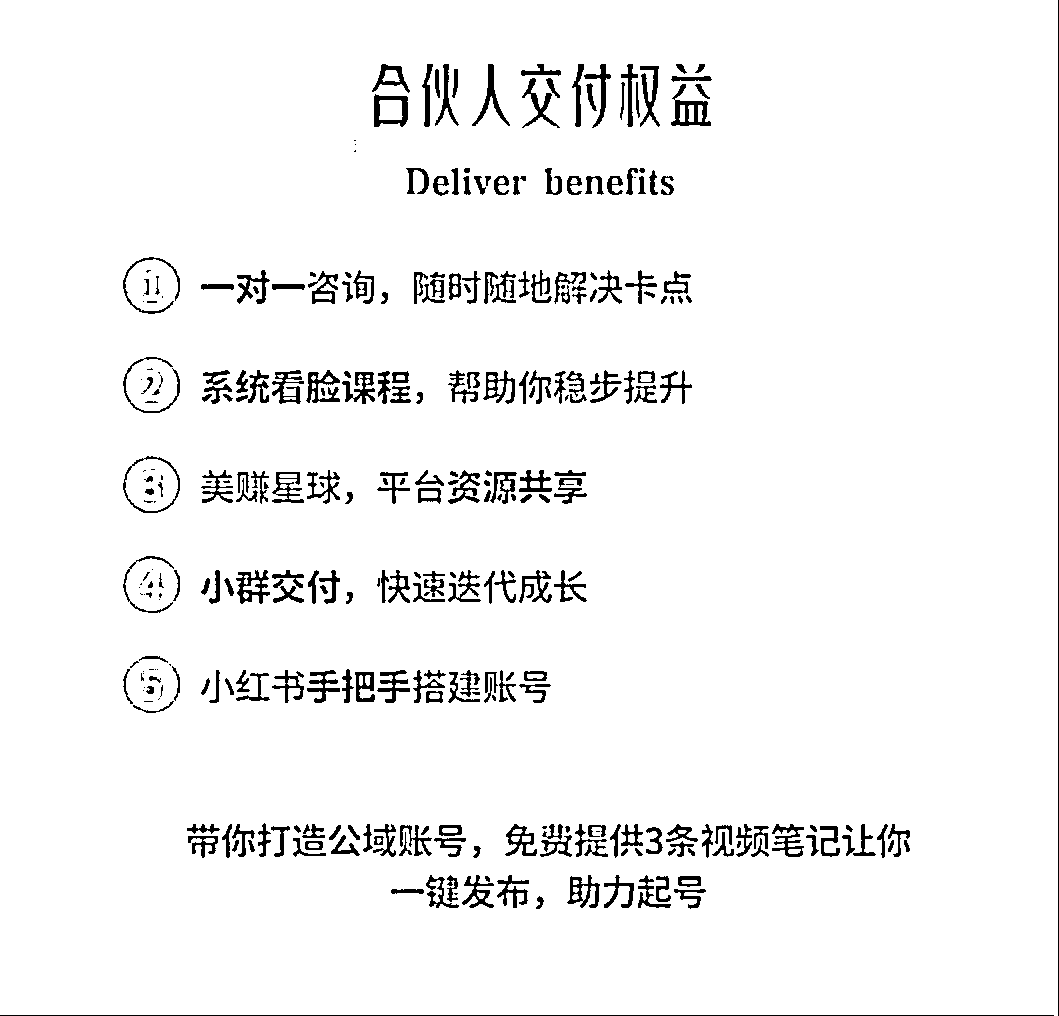 合伙人交付权益
Deliver benefits
① 一对一咨询，随时随地解决卡点
② 系统看脸课程，帮助你稳步提升
③ 美赚星球，平台资源共享
④ 小群交付，快速迭代成长
⑤ 小红书手把手搭建账号
带你打造公域账号，免费提供3条视频笔记让你
一键发布，助力起号